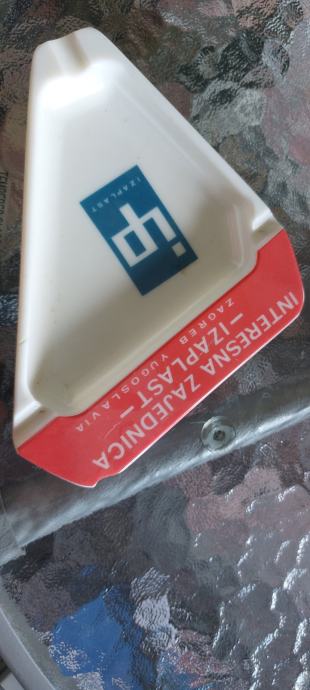 IZAPLAST
ip
INTERESNA ZAJEDNICA
—IZAPLAST—
ZAGREB YUGOSLAVIA